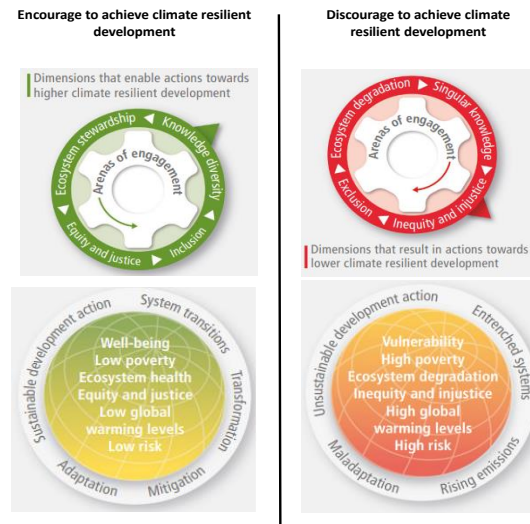 Encourage to achieve climate resilient
development
Dimensions that enable actions towards
higher climate resilient development
Ecosystem stewardship
Knowledge diversity
Inclusion
Equity and justice
Arenas of engagement
Sustainable development action
System transitions
Transformation
Mitigation
Adaptation
Well-being
Low poverty
Ecosystem health
Equity and justice
Low global
warming levels
Low risk
Discourage to achieve climate
resilient development
Ecosystem degradation
Singular knowledge
Inequity and injustice
Exclusion
Arenas of engagement
Dimensions that result in actions towards
lower climate resilient development
Unsustainable development action
Entrenched systems
Rising emissions
Maladaptation
Vulnerability
High poverty
Ecosystem degradation
Inequity and injustice
High global
warming levels
High risk